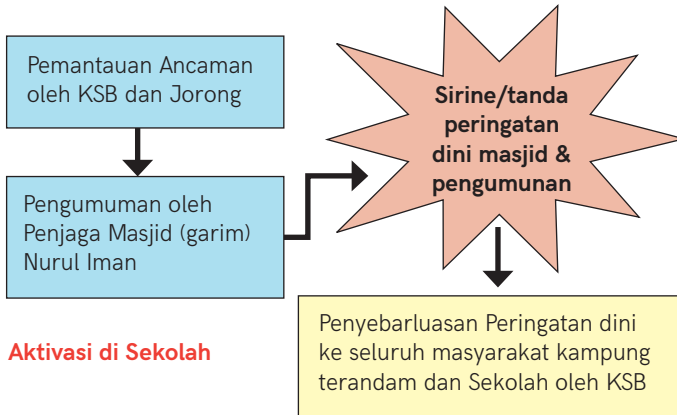 Pemantauan Ancaman
oleh KSB dan Jorong
Pengumuman oleh
Penjaga Masjid (garim)
Nurul Iman
Sirine/tanda
peringatan
dini masjid &
pengumunan
Penyebarluasan Peringatan dini
ke seluruh masyarakat kampung
terandam dan Sekolah oleh KSB
Aktivasi di Sekolah